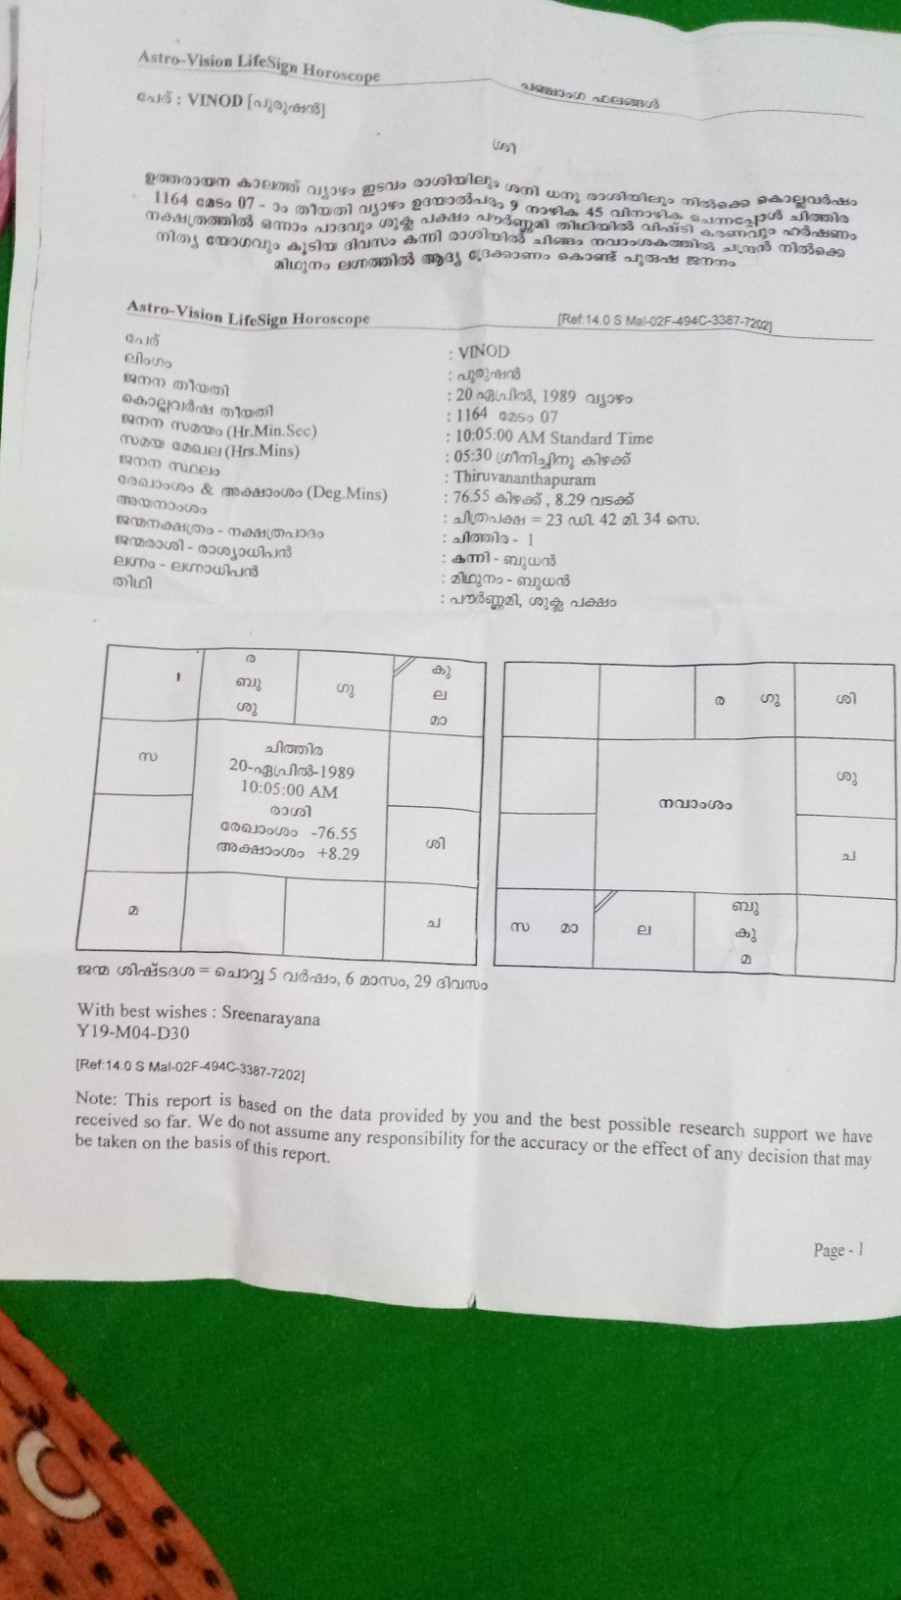 Astro-Vision LifeSign Horoscope
പഞ്ചാംഗ ഫലങ്ങൾ
പേര് : VINOD [പുരുഷൻ]
ശ്രീ
ഉത്തരായന കാലത്ത് വ്യാഴം ഇടവം രാശിയിലും ശനി ധനു രാശിയിലും നിൽക്കെ കൊല്ലവർഷം
1164 മേടം 07 - ാം തീയതി വ്യാഴം ഉദയാൽപരം 9 നാഴിക 45 വിനാഴിക ചെന്നപ്പോൾ ചിത്തിര
നക്ഷത്രത്തിൽ ഒന്നാം പാദവും ശുക്ല പക്ഷം പൗർണ്ണമി തിഥിയിൽ വിഷ്ടി കരണവും ഹർഷണം
നിത്യ യോഗവും കൂടിയ ദിവസം കന്നി രാശിയിൽ ചിങ്ങം നവാംശകത്തിൽ ചന്ദ്രൻ നിൽക്കെ
മിഥുനം ലഗ്നത്തിൽ ആദ്യ ദ്രേക്കാണം കൊണ്ട് പുരുഷ ജനനം.
Astro-Vision LifeSign Horoscope
[Ref:14.0 S Mal-02F-494C-3387-7202]
പേര് : VINOD
ലിംഗം : പുരുഷൻ
ജനന തീയതി : 20 ഏപ്രിൽ, 1989 വ്യാഴം
കൊല്ലവർഷ തീയതി : 1164 മേടം 07
ജനന സമയം (Hr.Min.Sec) : 10:05:00 AM Standard Time
സമയ മേഖല (Hrs.Mins) : 05:30 ഗ്രീനിച്ചിനു കിഴക്ക്
ജനന സ്ഥലം : Thiruvananthapuram
രേഖാംശം & അക്ഷാംശം (Deg.Mins) : 76.55 കിഴക്ക് , 8.29 വടക്ക്
അയനാംശം : ചിത്രപക്ഷ = 23 ഡി. 42 മി. 34 സെ.
ജന്മനക്ഷത്രം - നക്ഷത്രപാദം : ചിത്തിര - 1
ജന്മരാശി - രാശ്യാധിപൻ : കന്നി - ബുധൻ
ലഗ്നം - ലഗ്നാധിപൻ : മിഥുനം - ബുധൻ
തിഥി : പൗർണ്ണമി, ശുക്ല പക്ഷം
ര
ബു
ശു
ഗു
കു
ല
മാ
സ
ചിത്തിര
20-ഏപ്രിൽ-1989
10:05:00 AM
രാശി
രേഖാംശം -76.55
അക്ഷാംശം +8.29
ശി
മ
ച
ര ഗു
ശി
നവാംശം
ശു
ച
സ മാ
ല
ബു
കു
മ
ജന്മ ശിഷ്ടദശ = ചൊവ്വ 5 വർഷം, 6 മാസം, 29 ദിവസം
With best wishes : Sreenarayana
Y19-M04-D30
[Ref:14.0 S Mal-02F-494C-3387-7202]
Note: This report is based on the data provided by you and the best possible research support we have
received so far. We do not assume any responsibility for the accuracy or the effect of any decision that may
be taken on the basis of this report.
Page - 1